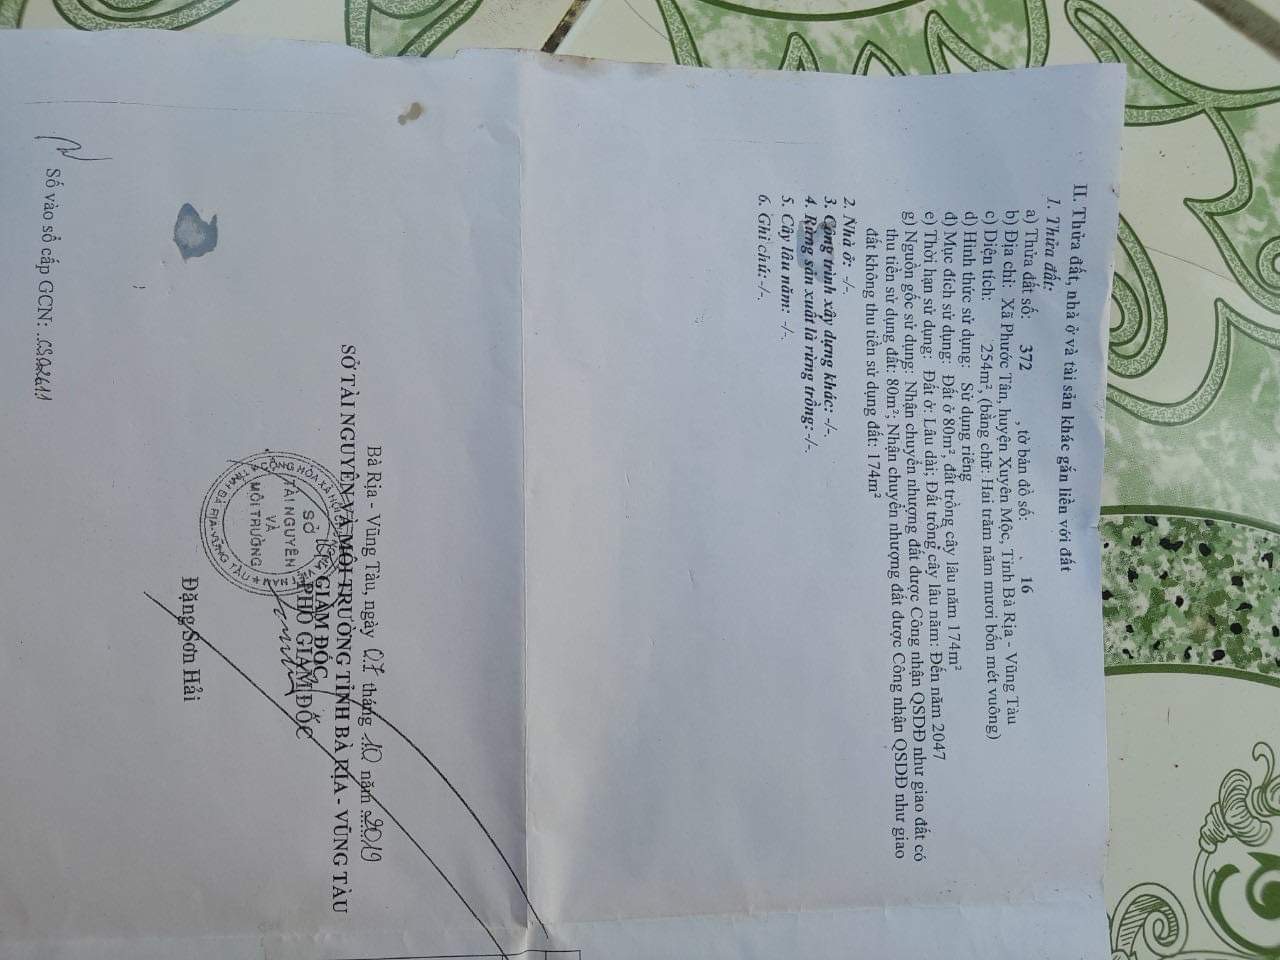 II. Thửa đất, nhà ở và tài sản khác gắn liền với đất
1. Thửa đất:
a) Thửa đất số: 372 , tờ bản đồ số: 16
b) Địa chỉ: Xã Phước Tân, huyện Xuyên Mộc, Tỉnh Bà Rịa - Vũng Tàu
c) Diện tích: 254m², (bằng chữ: Hai trăm năm mươi bốn mét vuông)
d) Hình thức sử dụng: Sử dụng riêng
đ) Mục đích sử dụng: Đất ở 80m², đất trồng cây lâu năm 174m²
e) Thời hạn sử dụng: Đất ở: Lâu dài; Đất trồng cây lâu năm: Đến năm 2047
g) Nguồn gốc sử dụng: Nhận chuyển nhượng đất được Công nhận QSDĐ như giao đất có
thu tiền sử dụng đất: 80m²; Nhận chuyển nhượng đất được Công nhận QSDĐ như giao
đất không thu tiền sử dụng đất: 174m²
2. Nhà ở: -/-.
3. Công trình xây dựng khác: -/-.
4. Rừng sản xuất là rừng trồng: -/-.
5. Cây lâu năm: -/-.
6. Ghi chú: -/-.
Bà Rịa - Vũng Tàu, ngày 07 tháng 10 năm 2019
SỞ TÀI NGUYÊN VÀ MÔI TRƯỜNG TỈNH BÀ RỊA - VŨNG TÀU
GIÁM ĐỐC
PHÓ GIÁM ĐỐC
SỞ
TÀI NGUYÊN
VÀ
MÔI TRƯỜNG
Đặng Sơn Hải
Số vào sổ cấp GCN: CS02611